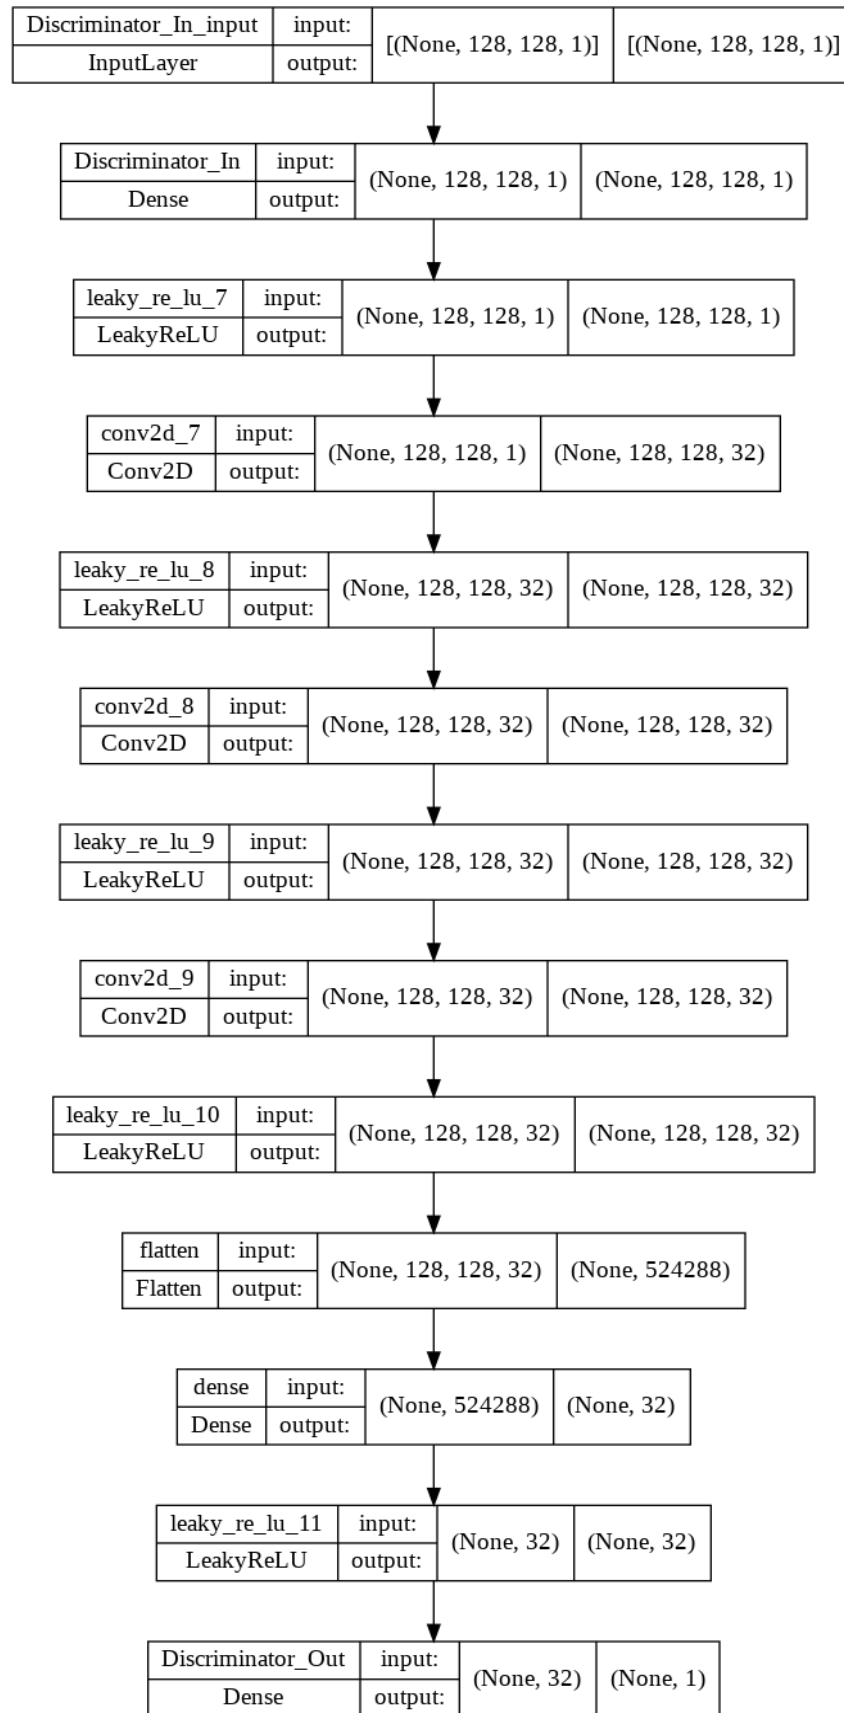 Discriminator_In_input input: [(None, 128, 128, 1)] [(None, 128, 128, 1)]
InputLayer output:
Discriminator_In input: (None, 128, 128, 1) (None, 128, 128, 1)
Dense output:
leaky_re_lu_7 input: (None, 128, 128, 1) (None, 128, 128, 1)
LeakyReLU output:
conv2d_7 input: (None, 128, 128, 1) (None, 128, 128, 32)
Conv2D output:
leaky_re_lu_8 input: (None, 128, 128, 32) (None, 128, 128, 32)
LeakyReLU output:
conv2d_8 input: (None, 128, 128, 32) (None, 128, 128, 32)
Conv2D output:
leaky_re_lu_9 input: (None, 128, 128, 32) (None, 128, 128, 32)
LeakyReLU output:
conv2d_9 input: (None, 128, 128, 32) (None, 128, 128, 32)
Conv2D output:
leaky_re_lu_10 input: (None, 128, 128, 32) (None, 128, 128, 32)
LeakyReLU output:
flatten input: (None, 128, 128, 32) (None, 524288)
Flatten output:
dense input: (None, 524288) (None, 32)
Dense output:
leaky_re_lu_11 input: (None, 32) (None, 32)
LeakyReLU output:
Discriminator_Out input: (None, 32) (None, 1)
Dense output: